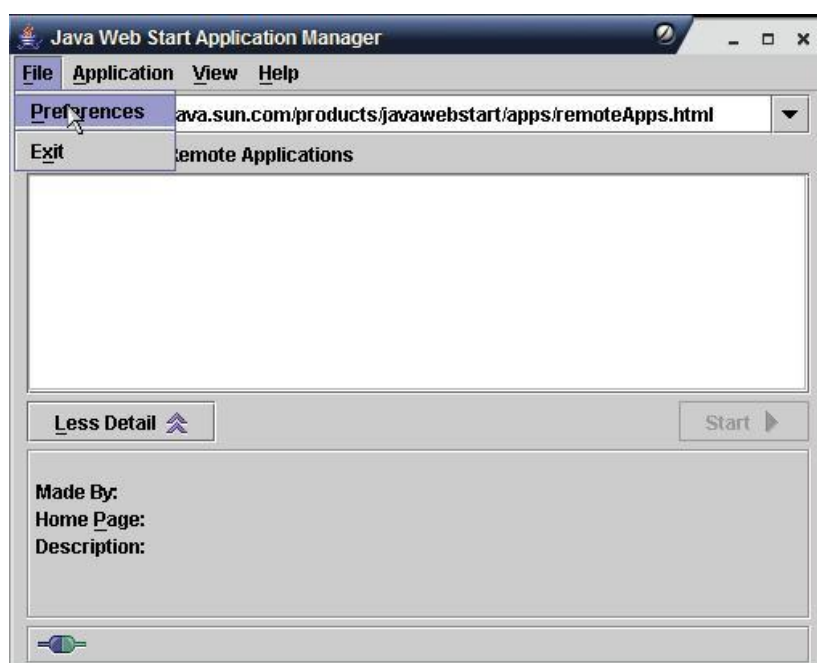 Java Web Start Application Manager
File Application View Help
Preferences
ava.sun.com/products/javawebstart/apps/remoteApps.html
Exit
emote Applications
Less Detail
Start
Made By:
Home Page:
Description: